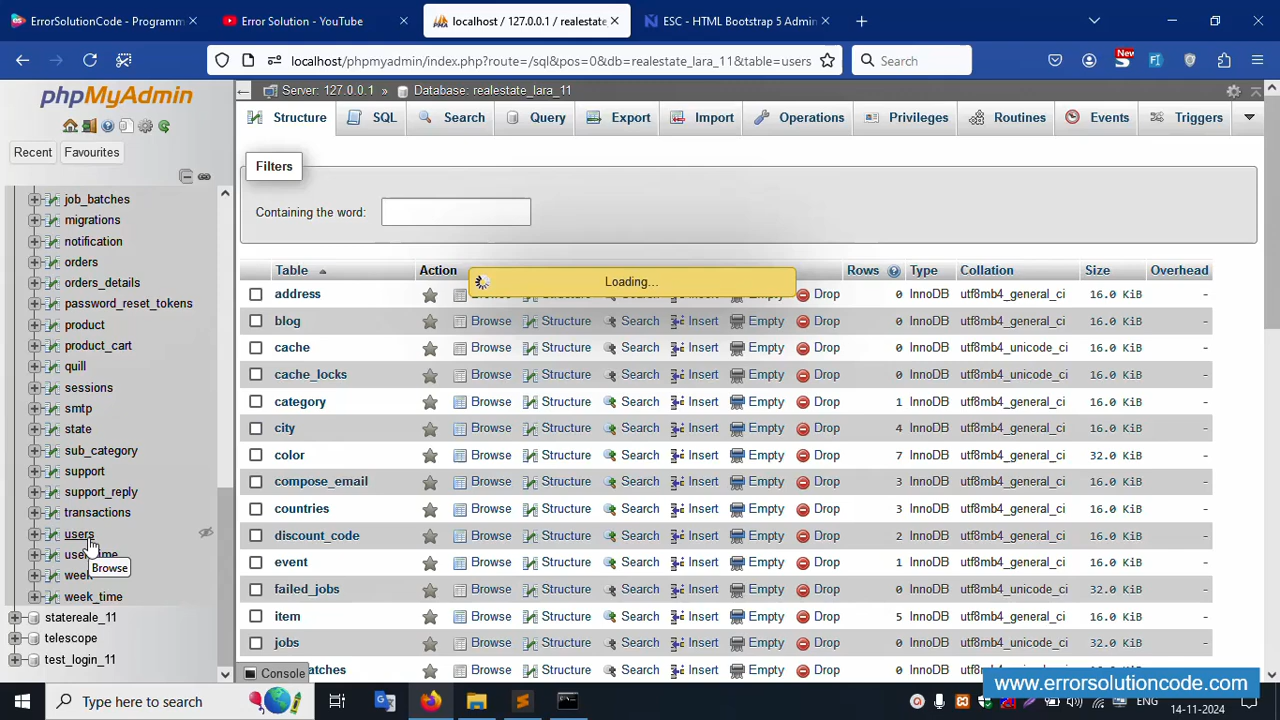 ErrorSolutionCode - Programm
Error Solution - YouTube
localhost / 127.0.0.1 / realestate
ESC - HTML Bootstrap 5 Admin
localhost/phpmyadmin/index.php?route=/sql&pos=0&db=realestate_lara_11&table=users
Search
New
phpMyAdmin
Server: 127.0.0.1 » Database: realestate_lara_11
Structure SQL Search Query Export Import Operations Privileges Routines Events Triggers
Recent Favourites
Filters
Containing the word:
Loading...
job_batches
migrations
notification
orders
orders_details
password_reset_tokens
product
product_cart
quill
sessions
smtp
state
sub_category
support
support_reply
transactions
users
Browse
week
week_time
statereale_11
telescope
test_login_11
Table Action Rows Type Collation Size Overhead
address Drop 0 InnoDB utf8mb4_general_ci 16.0 KiB -
blog Browse Structure Search Insert Empty Drop 0 InnoDB utf8mb4_general_ci 16.0 KiB -
cache Browse Structure Search Insert Empty Drop 0 InnoDB utf8mb4_unicode_ci 16.0 KiB -
cache_locks Browse Structure Search Insert Empty Drop 0 InnoDB utf8mb4_unicode_ci 16.0 KiB -
category Browse Structure Search Insert Empty Drop 1 InnoDB utf8mb4_general_ci 16.0 KiB -
city Browse Structure Search Insert Empty Drop 4 InnoDB utf8mb4_general_ci 16.0 KiB -
color Browse Structure Search Insert Empty Drop 7 InnoDB utf8mb4_general_ci 32.0 KiB -
compose_email Browse Structure Search Insert Empty Drop 3 InnoDB utf8mb4_general_ci 16.0 KiB -
countries Browse Structure Search Insert Empty Drop 3 InnoDB utf8mb4_general_ci 16.0 KiB -
discount_code Browse Structure Search Insert Empty Drop 2 InnoDB utf8mb4_general_ci 16.0 KiB -
event Browse Structure Search Insert Empty Drop 1 InnoDB utf8mb4_general_ci 16.0 KiB -
failed_jobs Browse Structure Search Insert Empty Drop 0 InnoDB utf8mb4_unicode_ci 32.0 KiB -
item Browse Structure Search Insert Empty Drop 5 InnoDB utf8mb4_general_ci 16.0 KiB -
jobs Browse Structure Search Insert Empty Drop 0 InnoDB utf8mb4_unicode_ci 32.0 KiB -
Browse Structure Search Insert Empty Drop 0 InnoDB utf8mb4_unicode_ci 16.0 KiB -
Console
www.errorsolutioncode.com
Type here to search
ENG
14-11-2024